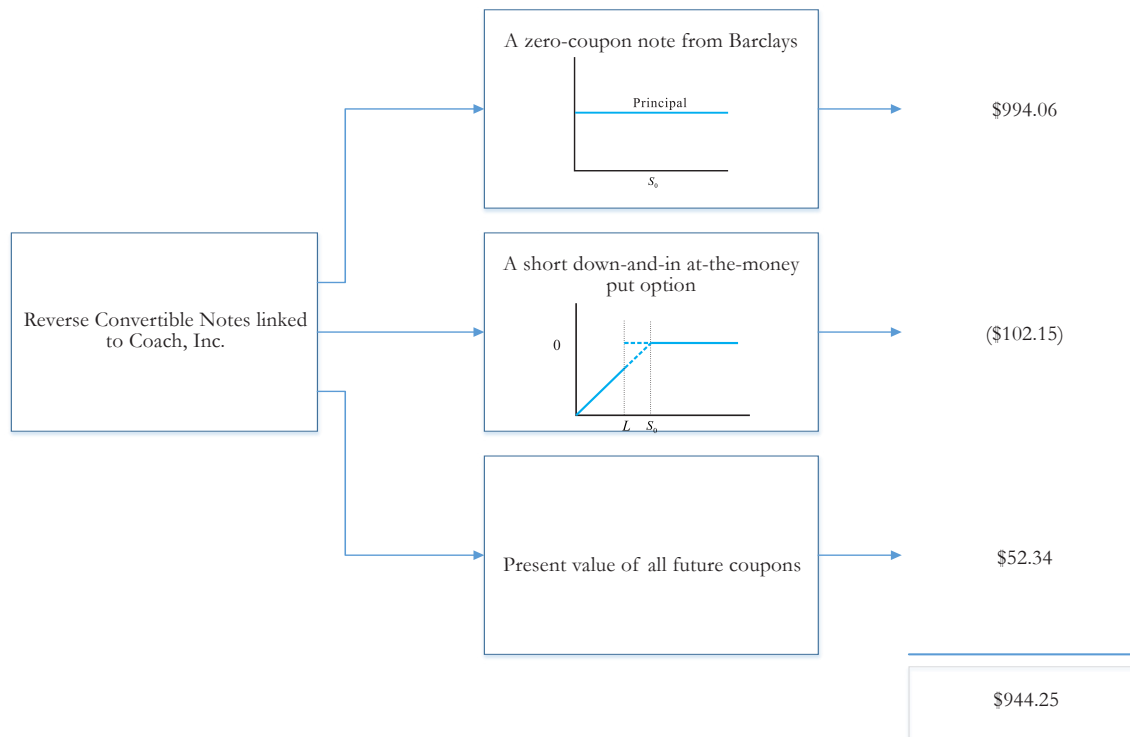 A zero-coupon note from Barclays
Principal
S₀
$994.06
Reverse Convertible Notes linked
to Coach, Inc.
A short down-and-in at-the-money
put option
0
L S₀
($102.15)
Present value of all future coupons
$52.34
$944.25